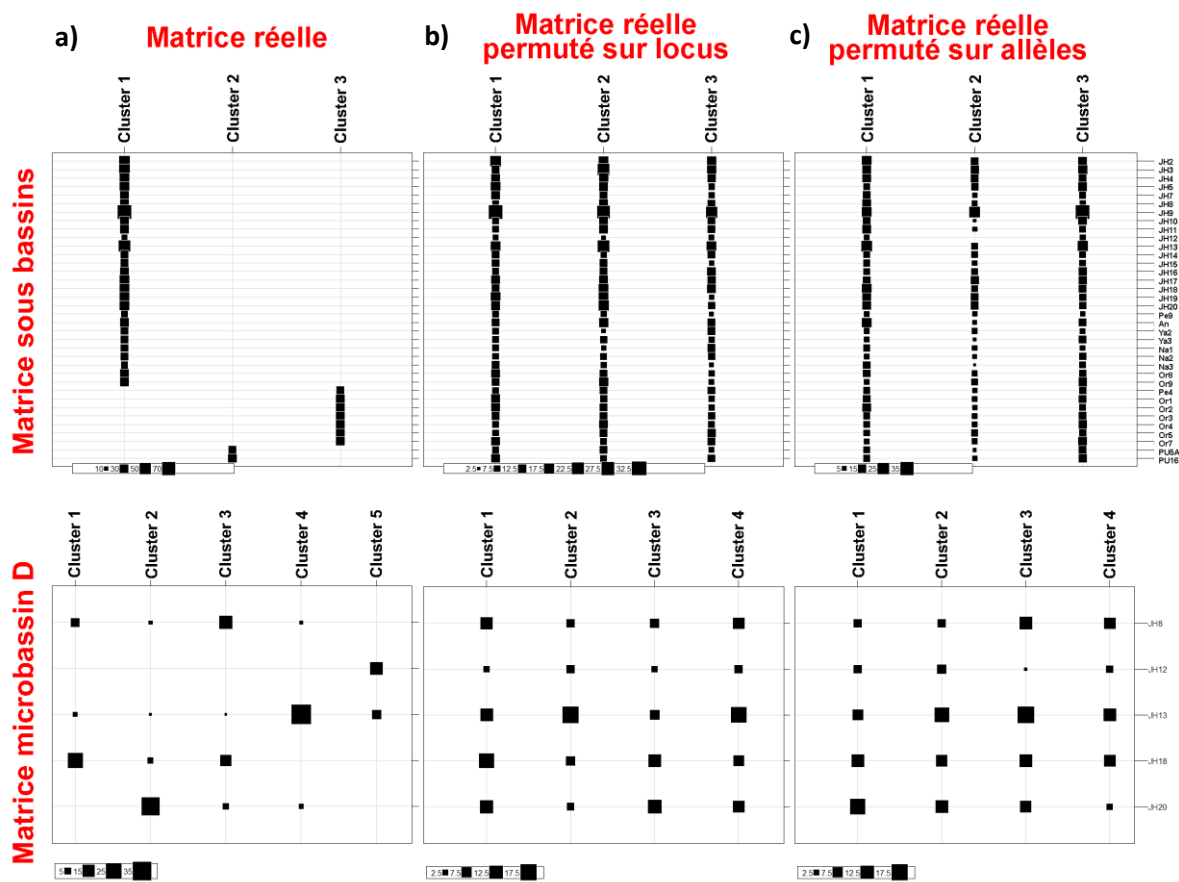 a)
Matrice réelle
b)
Matrice réelle
permuté sur locus
c)
Matrice réelle
permuté sur allèles
Matrice sous bassins
Cluster 1
Cluster 2
Cluster 3
Cluster 1
Cluster 2
Cluster 3
Cluster 1
Cluster 2
Cluster 3
JH2
JH3
JH4
JH5
JH7
JH8
JH9
JH10
JH11
JH12
JH13
JH14
JH15
JH16
JH17
JH18
JH19
JH20
Pe9
An
Ya2
Ya3
Na1
Na2
Na3
Or8
Or9
Pe4
Or1
Or2
Or3
Or4
Or5
Or7
PU5A
PU16
10 30 50 70
2.5 7.5 12.5 17.5 22.5 27.5 32.5
5 15 25 35
Matrice microbassin D
Cluster 1
Cluster 2
Cluster 3
Cluster 4
Cluster 5
Cluster 1
Cluster 2
Cluster 3
Cluster 4
Cluster 1
Cluster 2
Cluster 3
Cluster 4
JH8
JH12
JH13
JH18
JH20
5 15 25 35
2.5 7.5 12.5 17.5
2.5 7.5 12.5 17.5